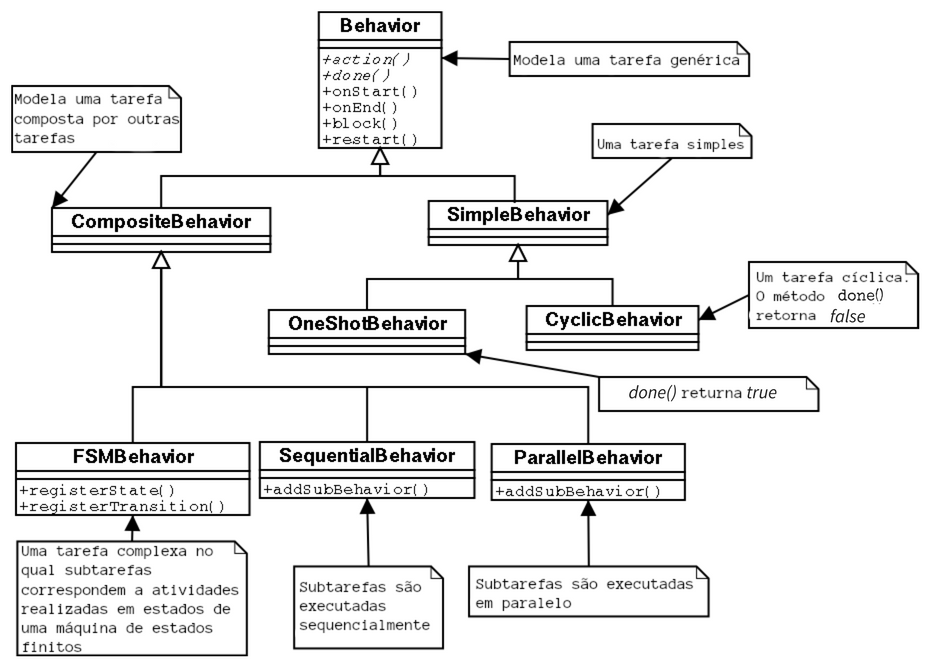 Behavior
+action()
+done()
+onStart()
+onEnd()
+block()
+restart()
Modela uma tarefa genérica
Modela uma tarefa
composta por outras
tarefas
Uma tarefa simples
CompositeBehavior
SimpleBehavior
Um tarefa cíclica.
O método done()
retorna false
OneShotBehavior
CyclicBehavior
done() returna true
FSMBehavior
+registerState()
+registerTransition()
SequentialBehavior
+addSubBehavior()
ParallelBehavior
+addSubBehavior()
Uma tarefa complexa no
qual subtarefas
correspondem a atividades
realizadas em estados de
uma máquina de estados
finitos
Subtarefas são
executadas
sequencialmente
Subtarefas são executadas
em paralelo